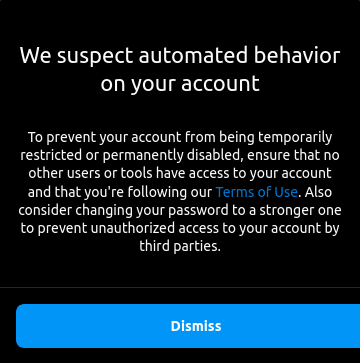 We suspect automated behavior
on your account
To prevent your account from being temporarily
restricted or permanently disabled, ensure that no
other users or tools have access to your account
and that you're following our Terms of Use. Also
consider changing your password to a stronger one
to prevent unauthorized access to your account by
third parties.
Dismiss